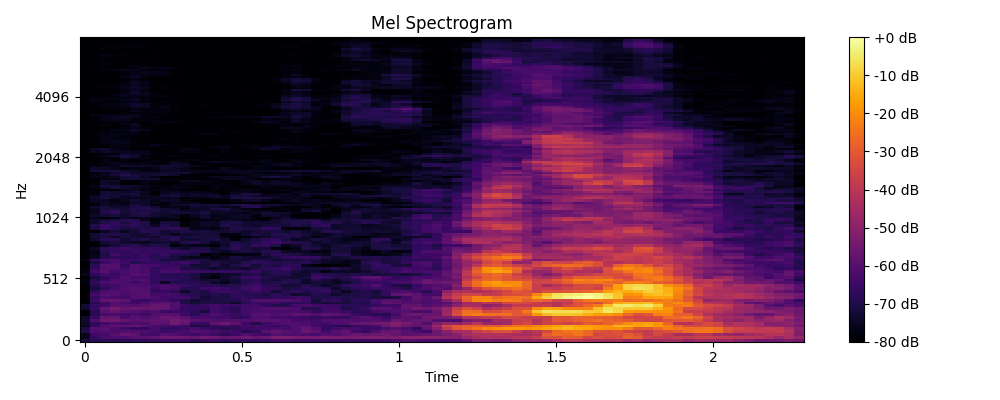 Mel Spectrogram
+0 dB
-10 dB
-20 dB
-30 dB
-40 dB
-50 dB
-60 dB
-70 dB
-80 dB
4096
2048
1024
512
0
Hz
0
0.5
1
1.5
2
Time